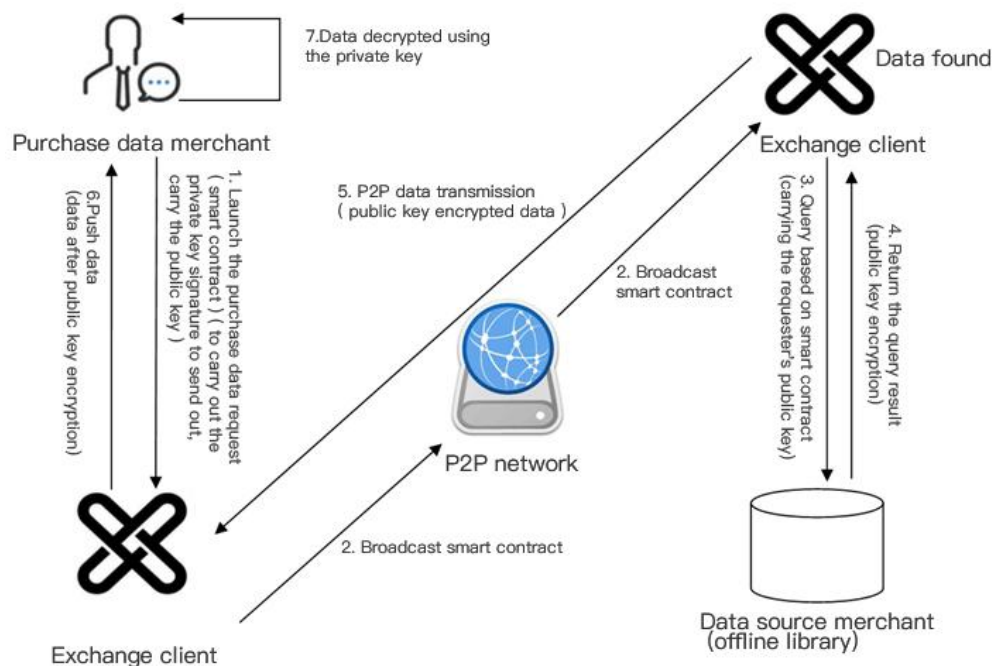 7.Data decrypted using
the private key
Data found
Purchase data merchant
Exchange client
1. Launch the purchase data request
( smart contract ) ( to carry out the
private key signature to send out,
carry the public key )
6.Push data
(data after public key encryption)
5. P2P data transmission
( public key encrypted data )
2. Broadcast
smart contract
3. Query based on smart contract
(carrying the requester's public key)
4. Return the query result
(public key encryption)
P2P network
2. Broadcast smart contract
Data source merchant
(offline library)
Exchange client